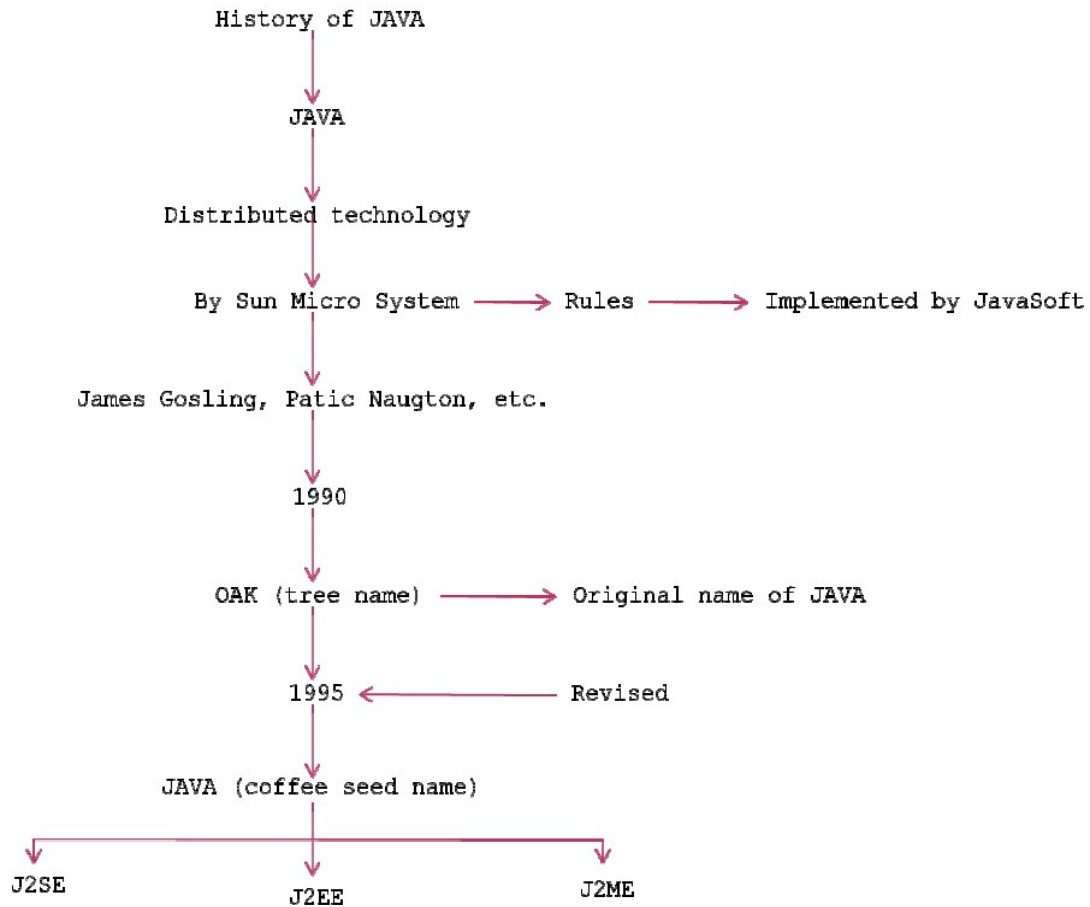 History of JAVA
JAVA
Distributed technology
By Sun Micro System Rules Implemented by JavaSoft
James Gosling, Patic Naugton, etc.
1990
OAK (tree name) Original name of JAVA
1995 Revised
JAVA (coffee seed name)
J2SE J2EE J2ME